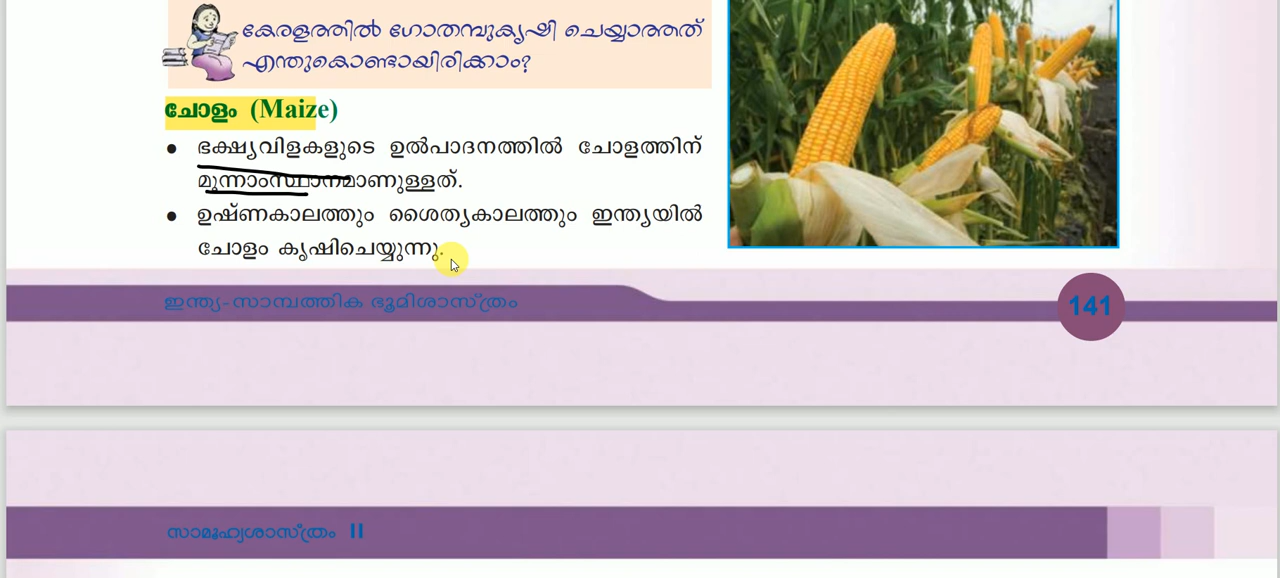 കേരളത്തിൽ ഗോതമ്പുകൃഷി ചെയ്യാത്തത്
എന്തുകൊണ്ടായിരിക്കാം?
ചോളം (Maize)
● ഭക്ഷ്യവിളകളുടെ ഉൽപാദനത്തിൽ ചോളത്തിന്
മൂന്നാംസ്ഥാനമാണുള്ളത്.
● ഉഷ്ണകാലത്തും ശൈത്യകാലത്തും ഇന്ത്യയിൽ
ചോളം കൃഷിചെയ്യുന്നു.
ഇന്ത്യ-സാമ്പത്തിക ഭൂമിശാസ്ത്രം
141
സാമൂഹ്യശാസ്ത്രം II